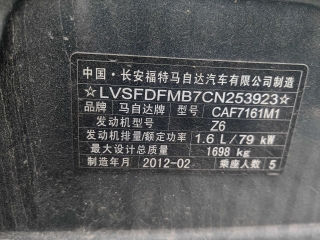 中国·长安福特马自达汽车有限公司制造
☆LVSFDFMB7CN253923☆
品牌 马自达牌 型号 CAF7161M1
发动机型号 Z6
发动机排量/额定功率 1.6 L/79 kW
最大设计总质量 1698 kg
制造年月 2012-02 乘座人数 5